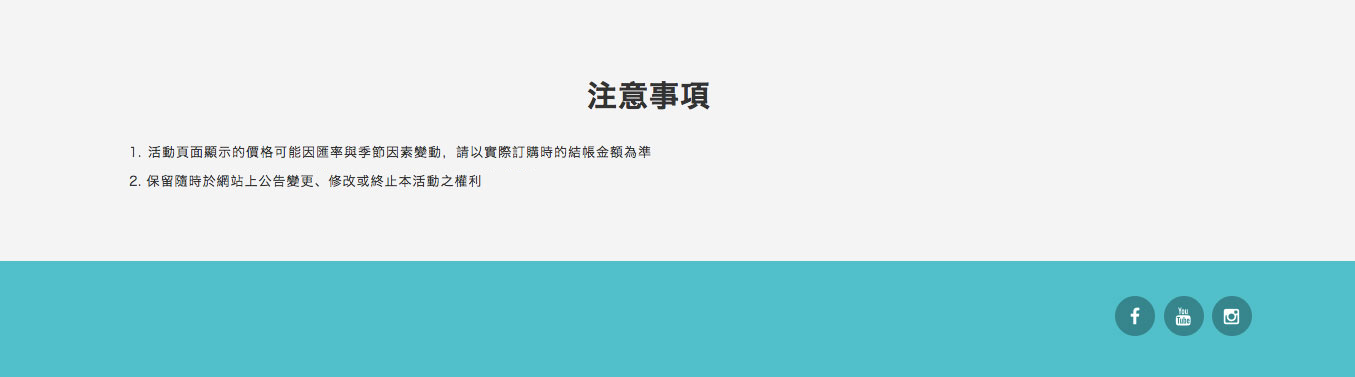 注意事項
1. 活動頁面顯示的價格可能因匯率與季節因素變動，請以實際訂購時的結帳金額為準
2. 保留隨時於網站上公告變更、修改或終止本活動之權利
f
You
Tube